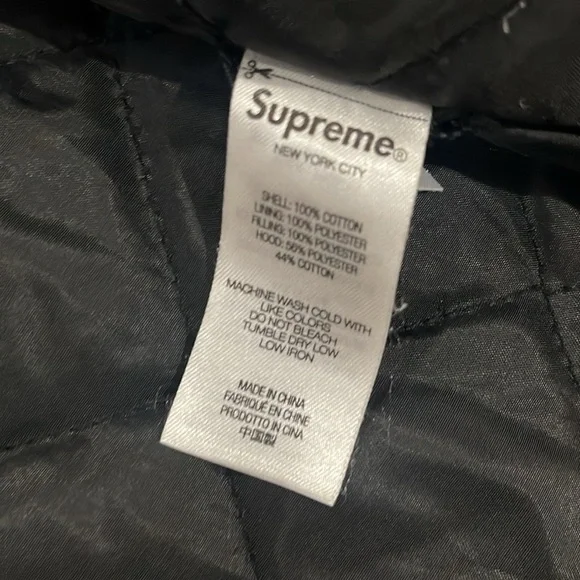 Supreme®
NEW YORK CITY
SHELL: 100% COTTON
LINING: 100% POLYESTER
FILLING: 100% POLYESTER
HOOD: 56% POLYESTER
44% COTTON
MACHINE WASH COLD WITH
LIKE COLORS
DO NOT BLEACH
TUMBLE DRY LOW
LOW IRON
MADE IN CHINA
FABRIQUÉ EN CHINE
PRODOTTO IN CINA
中国製